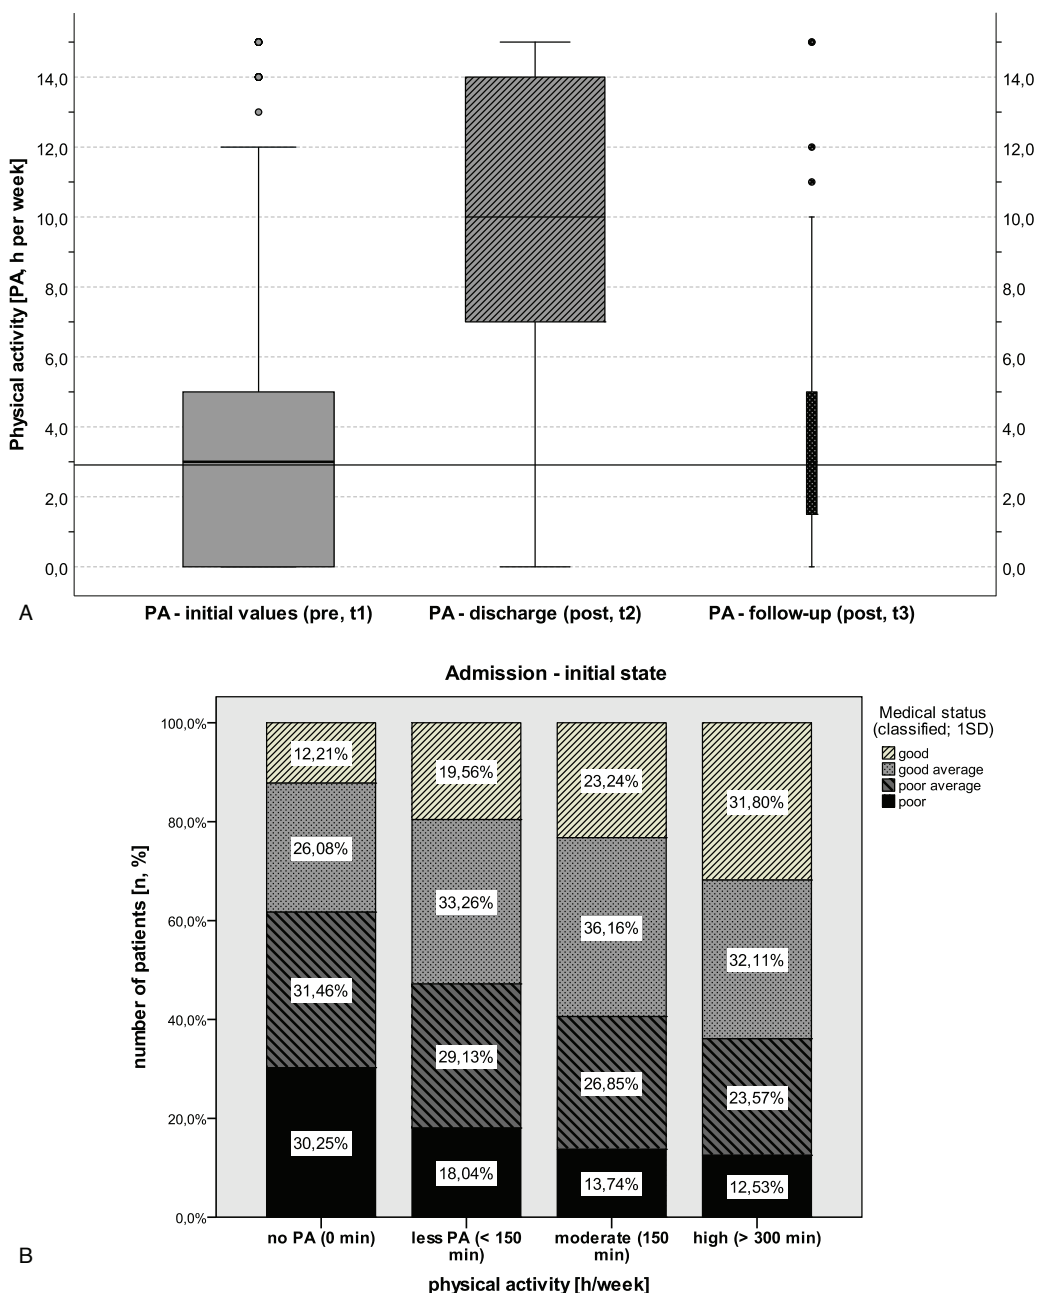 14,0
12,0
10,0
8,0
6,0
4,0
2,0
0,0
Physical activity [PA, h per week]
14,0
12,0
10,0
8,0
6,0
4,0
2,0
0,0
PA - initial values (pre, t1)
PA - discharge (post, t2)
PA - follow-up (post, t3)
A
Admission - initial state
100,0%
80,0%
60,0%
40,0%
20,0%
0,0%
number of patients [n, %]
12,21%
26,08%
31,46%
30,25%
19,56%
33,26%
29,13%
18,04%
23,24%
36,16%
26,85%
13,74%
31,80%
32,11%
23,57%
12,53%
Medical status
(classified; 1SD)
good
good average
poor average
poor
no PA (0 min)
less PA (< 150
min)
moderate (150
min)
high (> 300 min)
B
physical activity [h/week]